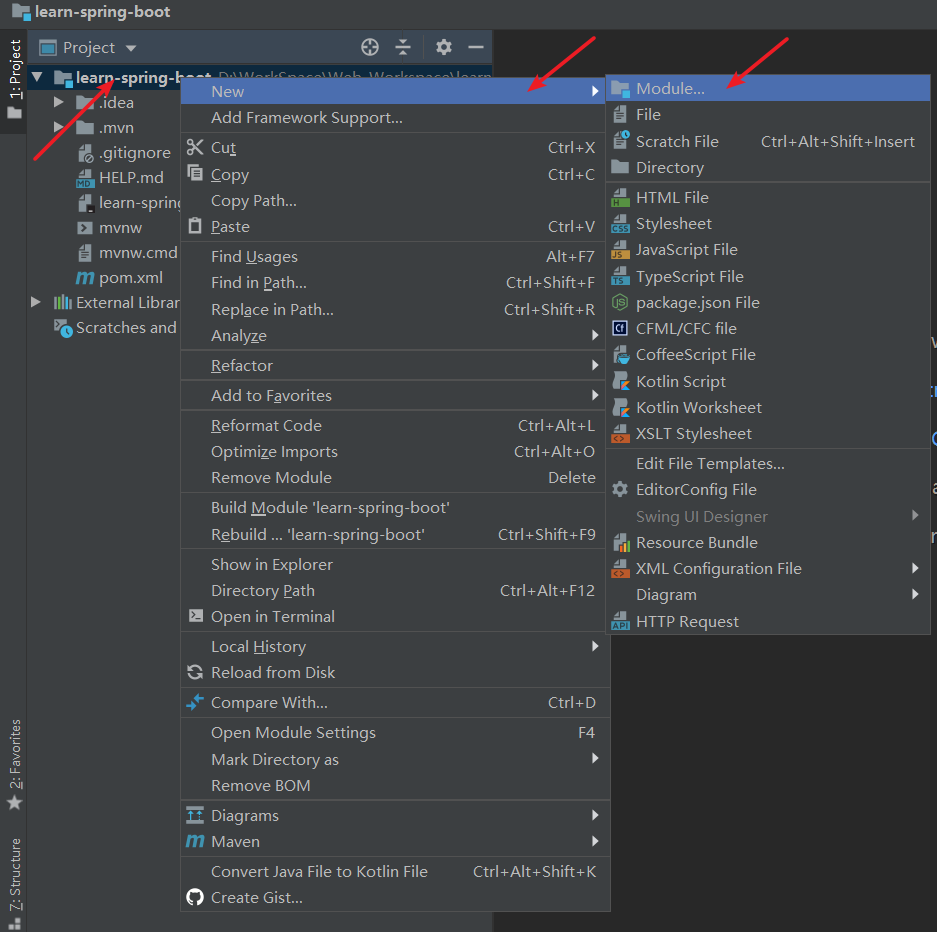 learn-spring-boot
1: Project
Project
learn-spring-boot
.idea
.mvn
.gitignore
HELP.md
learn-spring
mvnw
mvnw.cmd
pom.xml
External Librar
Scratches and
New
Add Framework Support...
Cut Ctrl+X
Copy Ctrl+C
Copy Path...
Paste Ctrl+V
Find Usages Alt+F7
Find in Path... Ctrl+Shift+F
Replace in Path... Ctrl+Shift+R
Analyze
Refactor
Add to Favorites
Reformat Code Ctrl+Alt+L
Optimize Imports Ctrl+Alt+O
Remove Module Delete
Build Module 'learn-spring-boot'
Rebuild ... 'learn-spring-boot' Ctrl+Shift+F9
Show in Explorer
Directory Path Ctrl+Alt+F12
Open in Terminal
Local History
Reload from Disk
Compare With... Ctrl+D
Open Module Settings F4
Mark Directory as
Remove BOM
Diagrams
Maven
Convert Java File to Kotlin File Ctrl+Alt+Shift+K
Create Gist...
Module...
File
Scratch File Ctrl+Alt+Shift+Insert
Directory
HTML File
Stylesheet
JavaScript File
TypeScript File
package.json File
CFML/CFC file
CoffeeScript File
Kotlin Script
Kotlin Worksheet
XSLT Stylesheet
Edit File Templates...
EditorConfig File
Swing UI Designer
Resource Bundle
XML Configuration File
Diagram
HTTP Request
2: Favorites
7: Structure